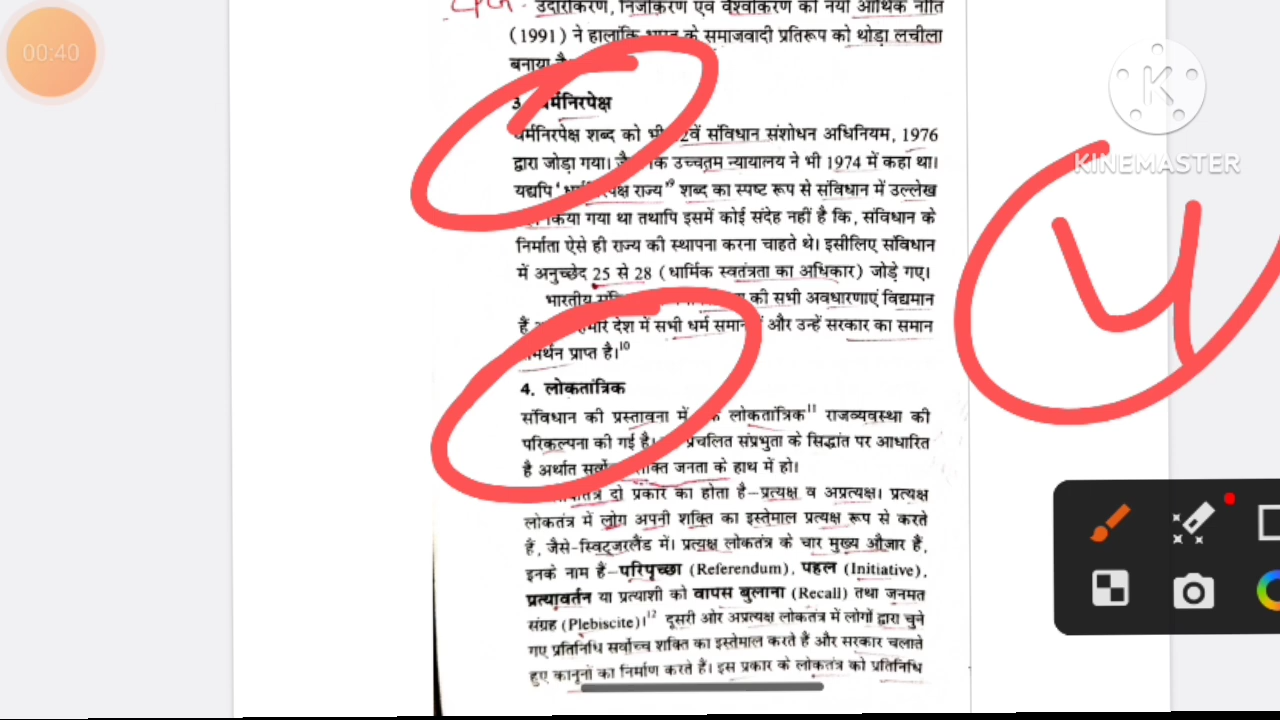 00:40
उदारीकरण, निजीकरण एवं वैश्वीकरण की नयी आर्थिक नीति
(1991) ने हालांकि भारत के समाजवादी प्रतिरूप को थोड़ा लचीला
बनाया है
3. धर्मनिरपेक्ष
धर्मनिरपेक्ष शब्द को भी 42वें संविधान संशोधन अधिनियम, 1976
द्वारा जोड़ा गया। कि उच्चतम न्यायालय ने भी 1974 में कहा था।
यद्यपि 'धर्मनिरपेक्ष राज्य'⁹ शब्द का स्पष्ट रूप से संविधान में उल्लेख
किया गया था तथापि इसमें कोई संदेह नहीं है कि, संविधान के
निर्माता ऐसे ही राज्य की स्थापना करना चाहते थे। इसीलिए संविधान
में अनुच्छेद 25 से 28 (धार्मिक स्वतंत्रता का अधिकार) जोड़े गए।
भारतीय की सभी अवधारणाएं विद्यमान
हैं हमारे देश में सभी धर्म समान और उन्हें सरकार का समान
समर्थन प्राप्त है।¹⁰
4. लोकतांत्रिक
संविधान की प्रस्तावना में लोकतांत्रिक¹¹ राजव्यवस्था की
परिकल्पना की गई है। प्रचलित संप्रभुता के सिद्धांत पर आधारित
है अर्थात सर्वोच्च शक्ति जनता के हाथ में हो।
लोकतंत्र दो प्रकार का होता है–प्रत्यक्ष व अप्रत्यक्ष। प्रत्यक्ष
लोकतंत्र में लोग अपनी शक्ति का इस्तेमाल प्रत्यक्ष रूप से करते
हैं, जैसे-स्विट्जरलैंड में। प्रत्यक्ष लोकतंत्र के चार मुख्य औजार हैं,
इनके नाम हैं–परिपृच्छा (Referendum), पहल (Initiative),
प्रत्यावर्तन या प्रत्याशी को वापस बुलाना (Recall) तथा जनमत
संग्रह (Plebiscite)।¹² दूसरी ओर अप्रत्यक्ष लोकतंत्र में लोगों द्वारा चुने
गए प्रतिनिधि सर्वोच्च शक्ति का इस्तेमाल करते हैं और सरकार चलाते
हुए कानूनों का निर्माण करते हैं। इस प्रकार के लोकतंत्र को प्रतिनिधि
K
KINEMASTER